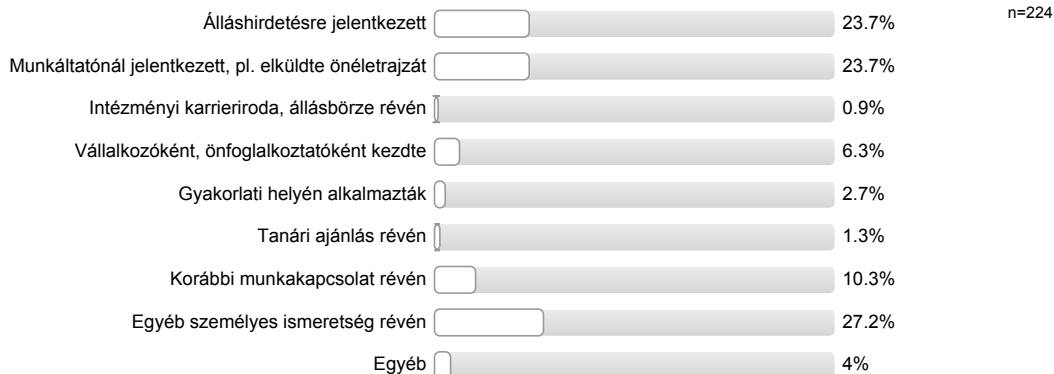 Álláshirdetésre jelentkezett 23.7% n=224
Munkáltatónál jelentkezett, pl. elküldte önéletrajzát 23.7%
Intézményi karrieriroda, állásbörze révén 0.9%
Vállalkozóként, önfoglalkoztatóként kezdte 6.3%
Gyakorlati helyén alkalmazták 2.7%
Tanári ajánlás révén 1.3%
Korábbi munkakapcsolat révén 10.3%
Egyéb személyes ismeretség révén 27.2%
Egyéb 4%